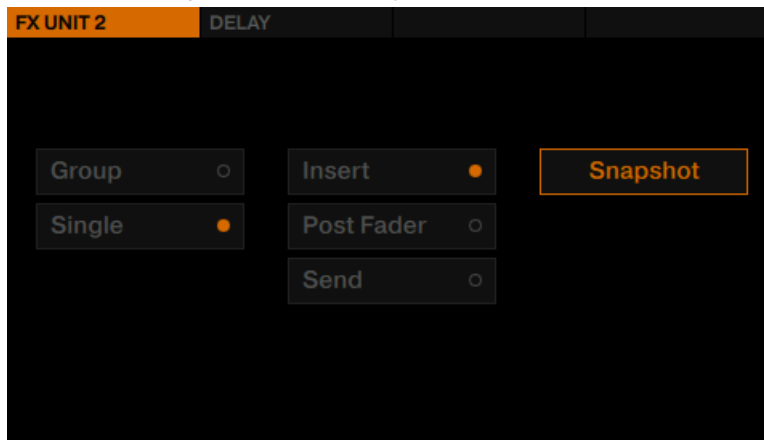 FX UNIT 2 DELAY
Group Insert Snapshot
Single Post Fader
Send